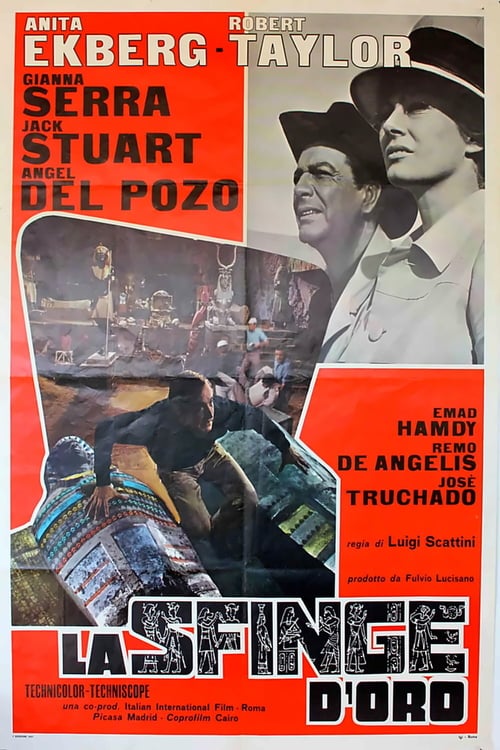 ANITA
EKBERG - ROBERT
TAYLOR
GIANNA
SERRA
JACK
STUART
ANGEL
DEL POZO
EMAD
HAMDY
REMO
DE ANGELIS
JOSÉ
TRUCHADO
regia di Luigi Scattini
prodotto da Fulvio Lucisano
LA SFINGE
D'ORO
TECHNICOLOR-TECHNISCOPE
una co-prod. Italian International Film - Roma
Picasa Madrid - Coprofilm Cairo